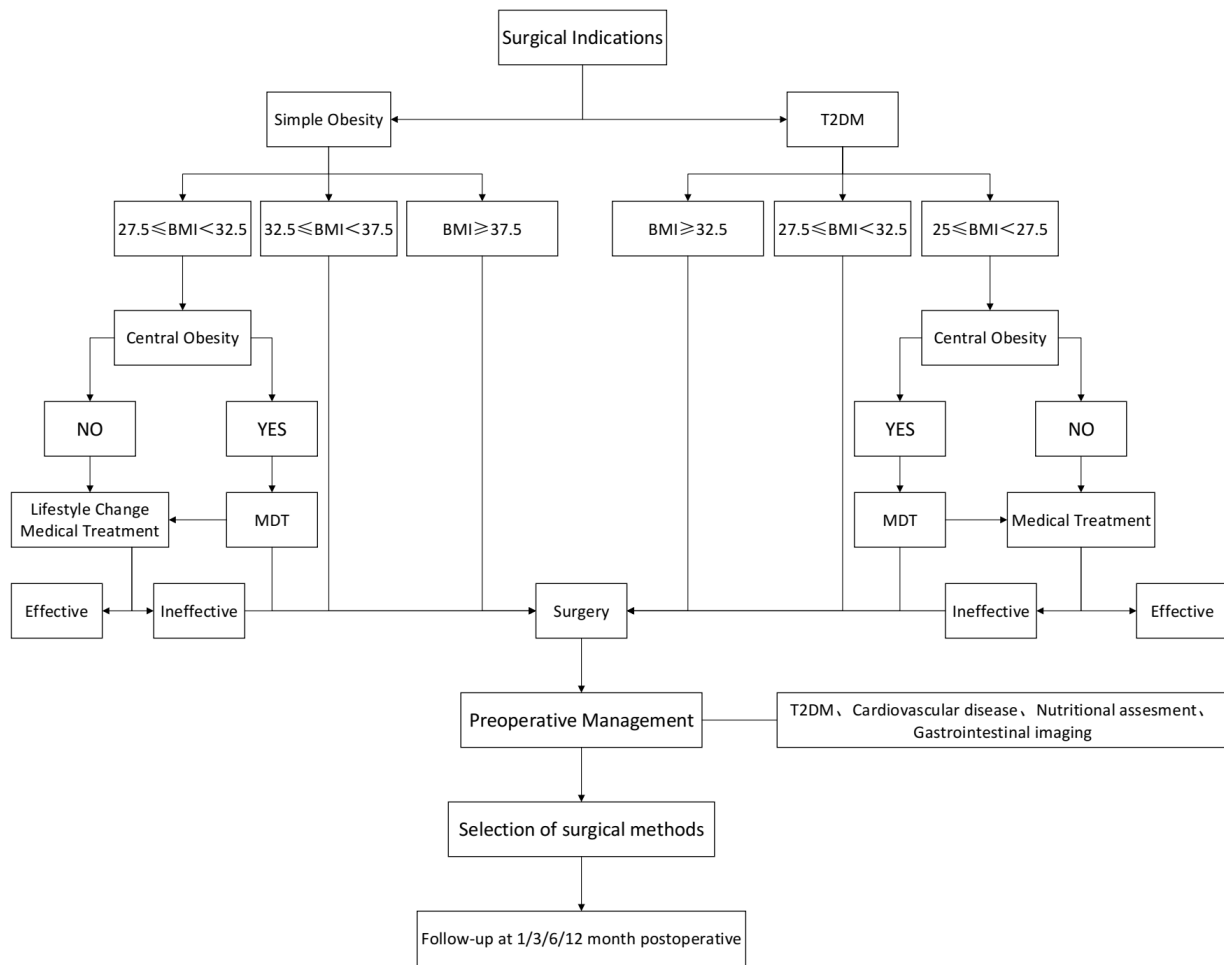 Surgical Indications
Simple Obesity
T2DM
27.5≦BMI＜32.5
32.5≦BMI＜37.5
BMI≧37.5
BMI≧32.5
27.5≦BMI＜32.5
25≦BMI＜27.5
Central Obesity
Central Obesity
NO
YES
YES
NO
Lifestyle Change
Medical Treatment
MDT
MDT
Medical Treatment
Effective
Ineffective
Surgery
Ineffective
Effective
Preoperative Management
T2DM、Cardiovascular disease、Nutritional assesment、
Gastrointestinal imaging
Selection of surgical methods
Follow-up at 1/3/6/12 month postoperative